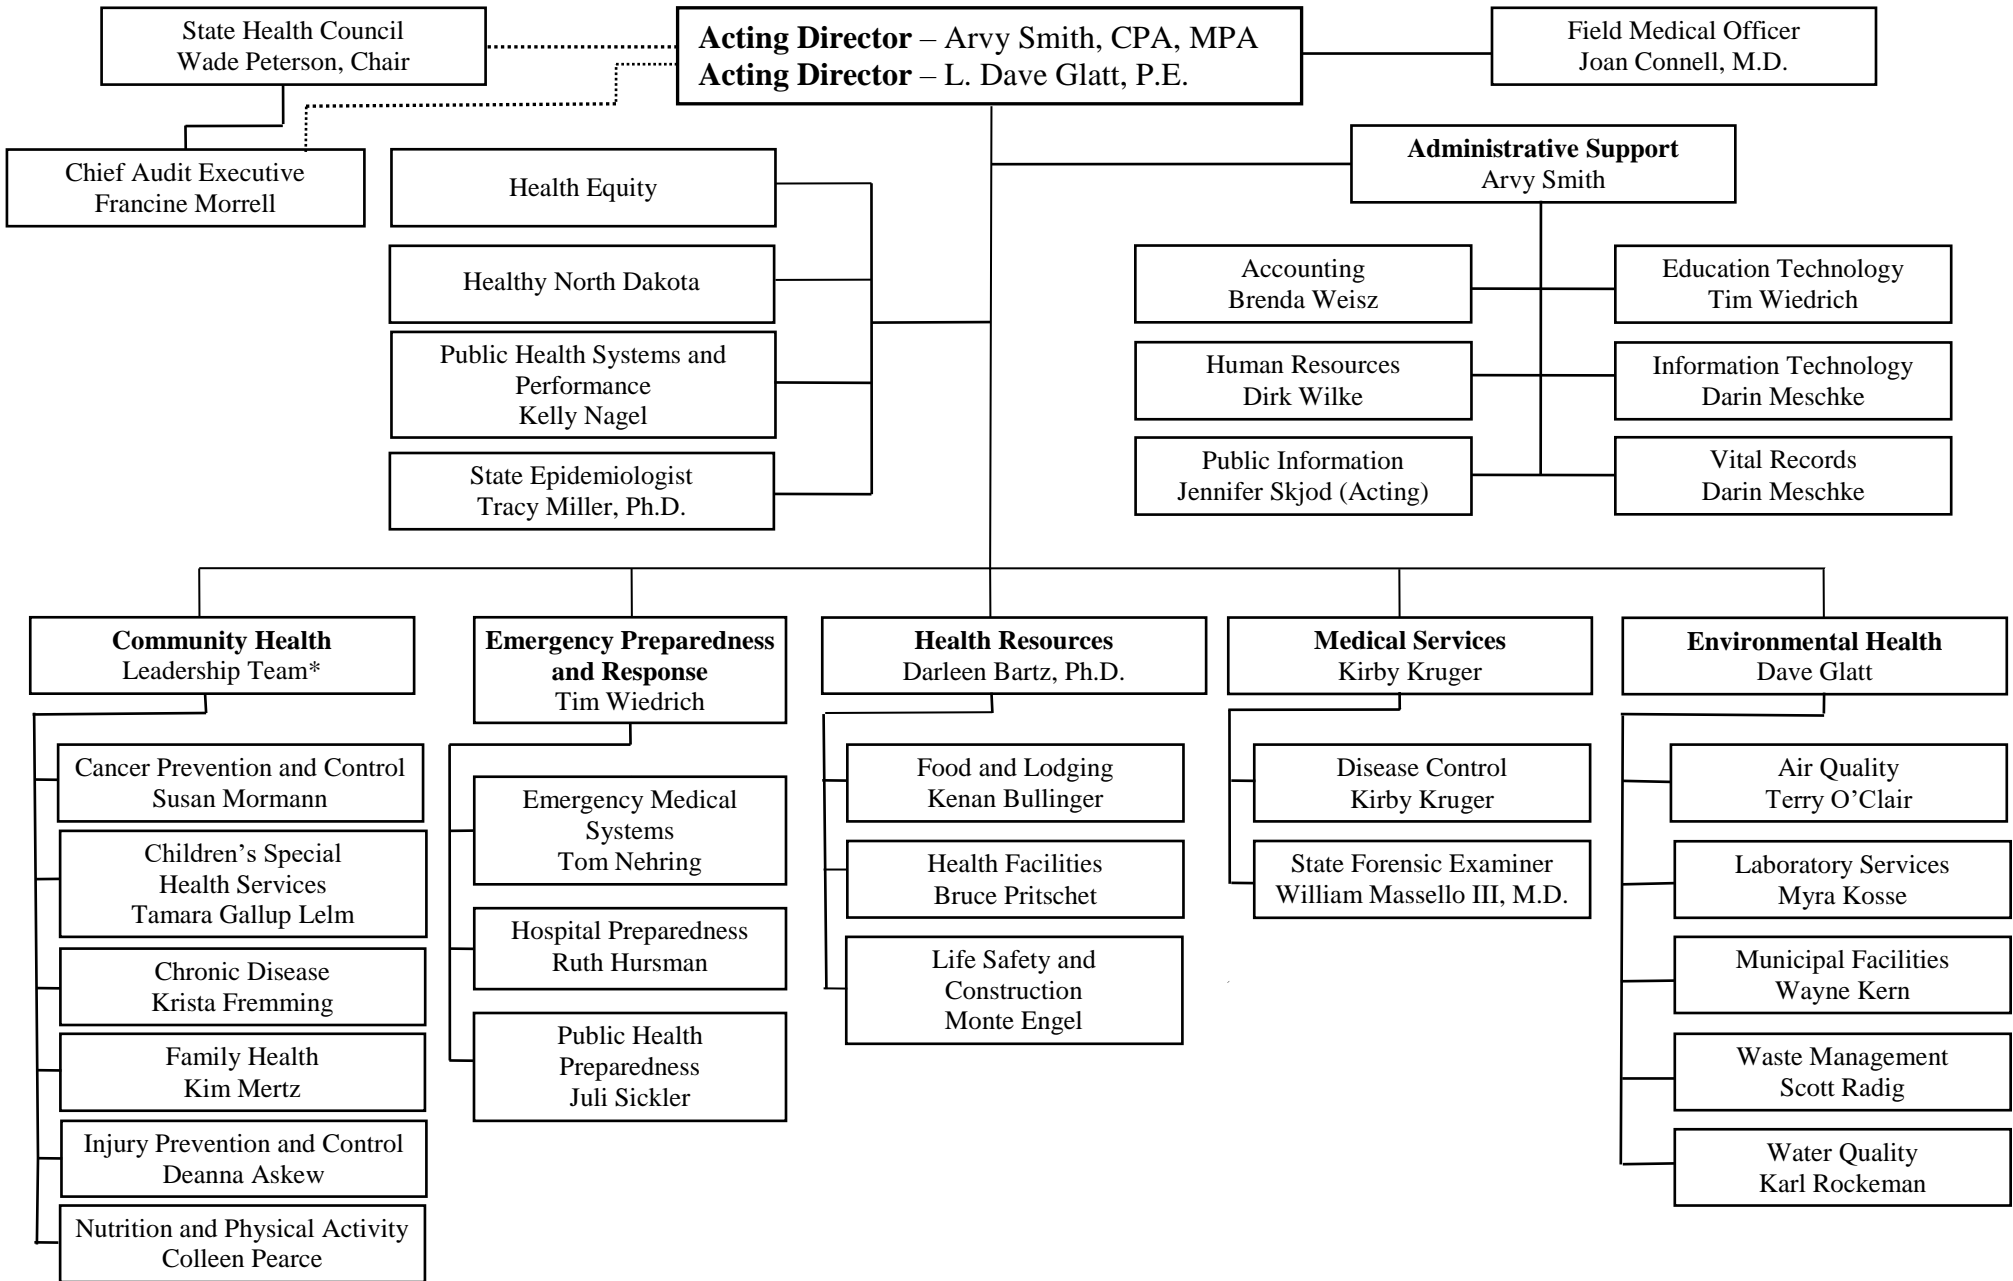 State Health Council
Wade Peterson, Chair
Acting Director – Arvy Smith, CPA, MPA
Acting Director – L. Dave Glatt, P.E.
Field Medical Officer
Joan Connell, M.D.
Chief Audit Executive
Francine Morrell
Health Equity
Healthy North Dakota
Public Health Systems and
Performance
Kelly Nagel
State Epidemiologist
Tracy Miller, Ph.D.
Administrative Support
Arvy Smith
Accounting
Brenda Weisz
Education Technology
Tim Wiedrich
Human Resources
Dirk Wilke
Information Technology
Darin Meschke
Public Information
Jennifer Skjod (Acting)
Vital Records
Darin Meschke
Community Health
Leadership Team*
Cancer Prevention and Control
Susan Mormann
Children’s Special
Health Services
Tamara Gallup Lelm
Chronic Disease
Krista Fremming
Family Health
Kim Mertz
Injury Prevention and Control
Deanna Askew
Nutrition and Physical Activity
Colleen Pearce
Emergency Preparedness
and Response
Tim Wiedrich
Emergency Medical
Systems
Tom Nehring
Hospital Preparedness
Ruth Hursman
Public Health
Preparedness
Juli Sickler
Health Resources
Darleen Bartz, Ph.D.
Food and Lodging
Kenan Bullinger
Health Facilities
Bruce Pritschet
Life Safety and
Construction
Monte Engel
Medical Services
Kirby Kruger
Disease Control
Kirby Kruger
State Forensic Examiner
William Massello III, M.D.
Environmental Health
Dave Glatt
Air Quality
Terry O’Clair
Laboratory Services
Myra Kosse
Municipal Facilities
Wayne Kern
Waste Management
Scott Radig
Water Quality
Karl Rockeman